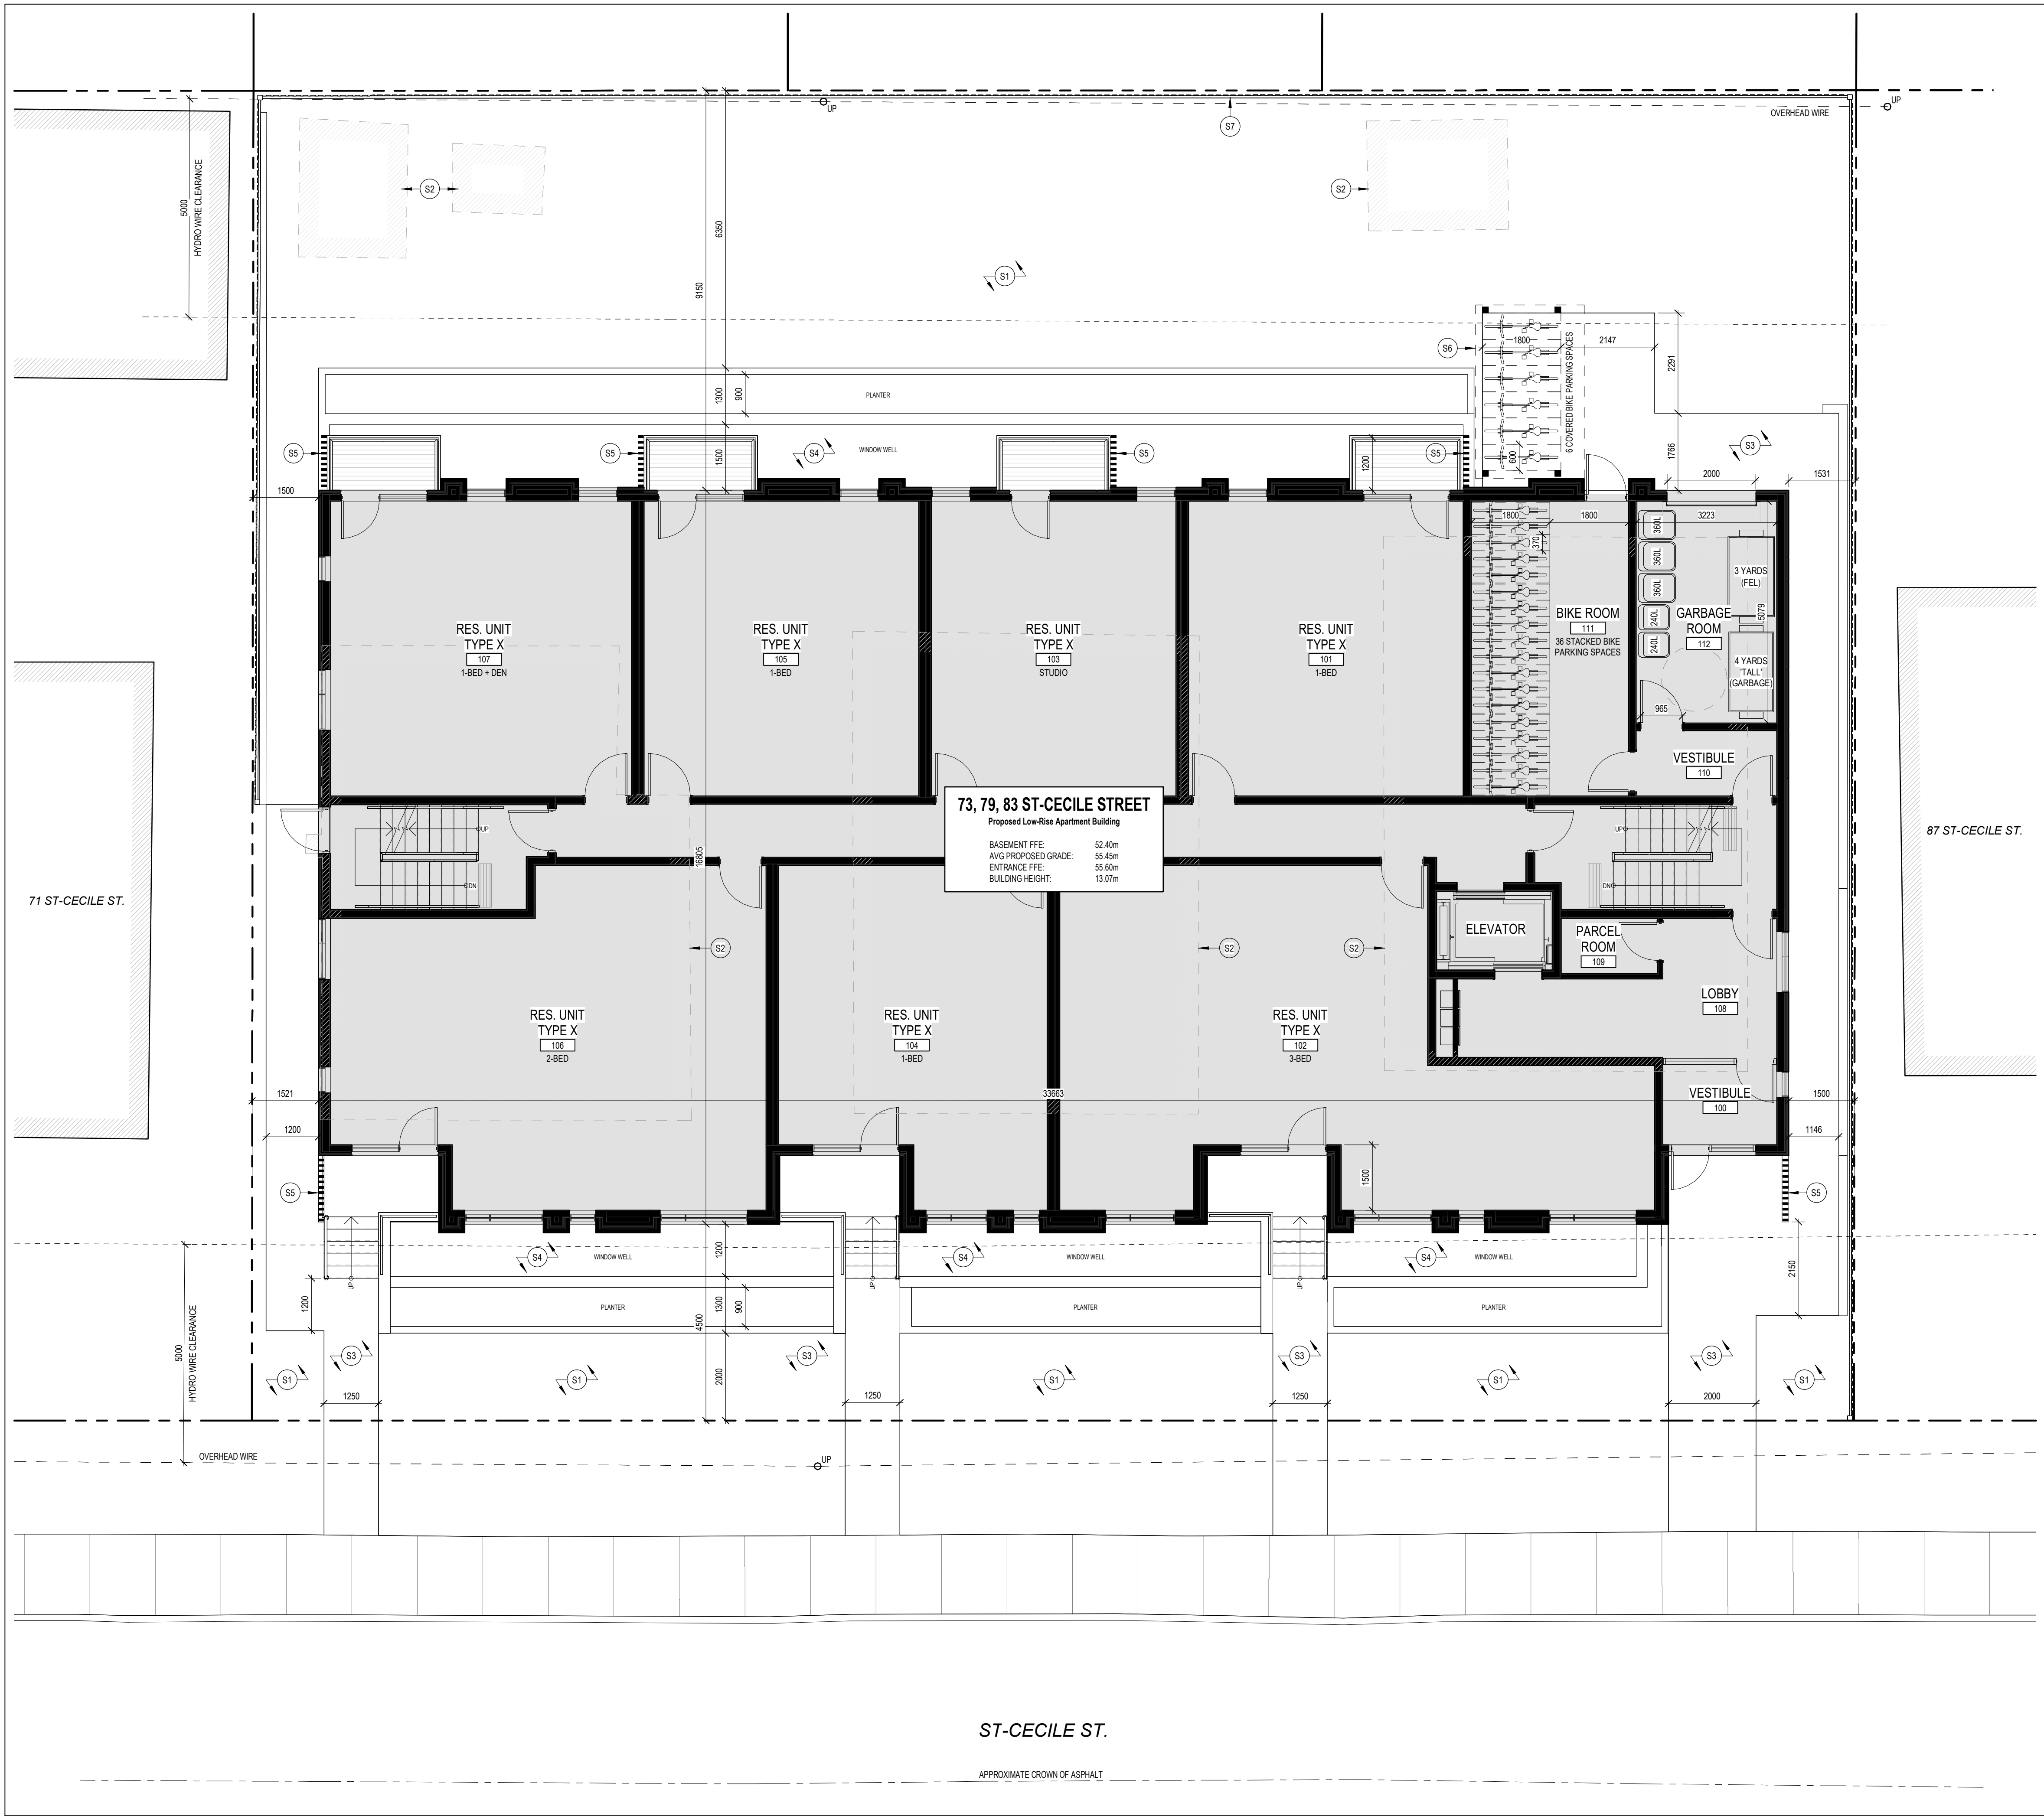 UP
UP
OVERHEAD WIRE
S7
5000
HYDRO WIRE CLEARANCE
S2
S2
6350
9150
S1
S6
1800
2147
6 COVERED BIKE PARKING SPACES
2291
1300
900
PLANTER
S5
S5
S4
WINDOW WELL
1500
S5
S5
1200
600
1766
S3
2000
1531
1500
1800
1800
3223
370
360L
360L
360L
240L
240L
3 YARDS
(FEL)
5079
4 YARDS
'TALL'
(GARBAGE)
965
RES. UNIT
TYPE X
107
1-BED + DEN
RES. UNIT
TYPE X
105
1-BED
RES. UNIT
TYPE X
103
STUDIO
RES. UNIT
TYPE X
101
1-BED
BIKE ROOM
111
36 STACKED BIKE
PARKING SPACES
GARBAGE
ROOM
112
VESTIBULE
110
73, 79, 83 ST-CECILE STREET
Proposed Low-Rise Apartment Building
BASEMENT FFE: 52.40m
AVG PROPOSED GRADE: 55.45m
ENTRANCE FFE: 55.60m
BUILDING HEIGHT: 13.07m
UP
DN
16805
UP
DN
71 ST-CECILE ST.
87 ST-CECILE ST.
S2
S2
S2
ELEVATOR
PARCEL
ROOM
109
LOBBY
108
RES. UNIT
TYPE X
106
2-BED
RES. UNIT
TYPE X
104
1-BED
RES. UNIT
TYPE X
102
3-BED
VESTIBULE
100
1521
33663
1500
1200
1146
1500
S5
S5
S4
WINDOW WELL
1200
S4
WINDOW WELL
S4
WINDOW WELL
2150
UP
UP
UP
1200
PLANTER
1300
900
PLANTER
PLANTER
5000
HYDRO WIRE CLEARANCE
4500
S3
S3
S3
S3
S1
S1
2000
S1
S1
S1
1250
1250
1250
2000
OVERHEAD WIRE
UP
ST-CECILE ST.
APPROXIMATE CROWN OF ASPHALT